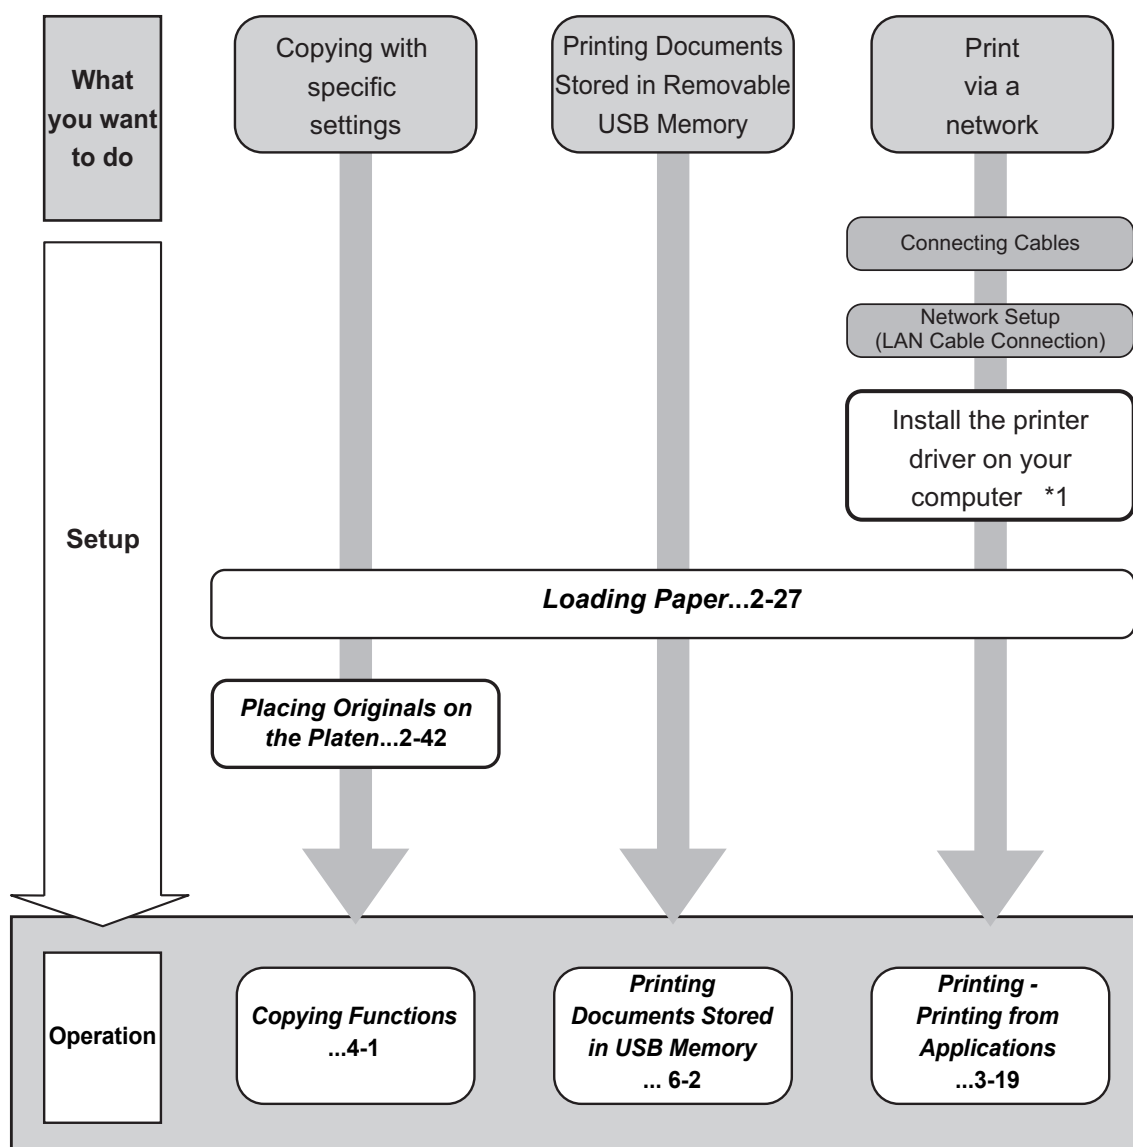 What
you want
to do
Copying with
specific
settings
Printing Documents
Stored in Removable
USB Memory
Print
via a
network
Setup
Connecting Cables
Network Setup
(LAN Cable Connection)
Install the printer
driver on your
computer *1
Loading Paper...2-27
Placing Originals on
the Platen...2-42
Operation
Copying Functions
...4-1
Printing
Documents Stored
in USB Memory
... 6-2
Printing -
Printing from
Applications
...3-19